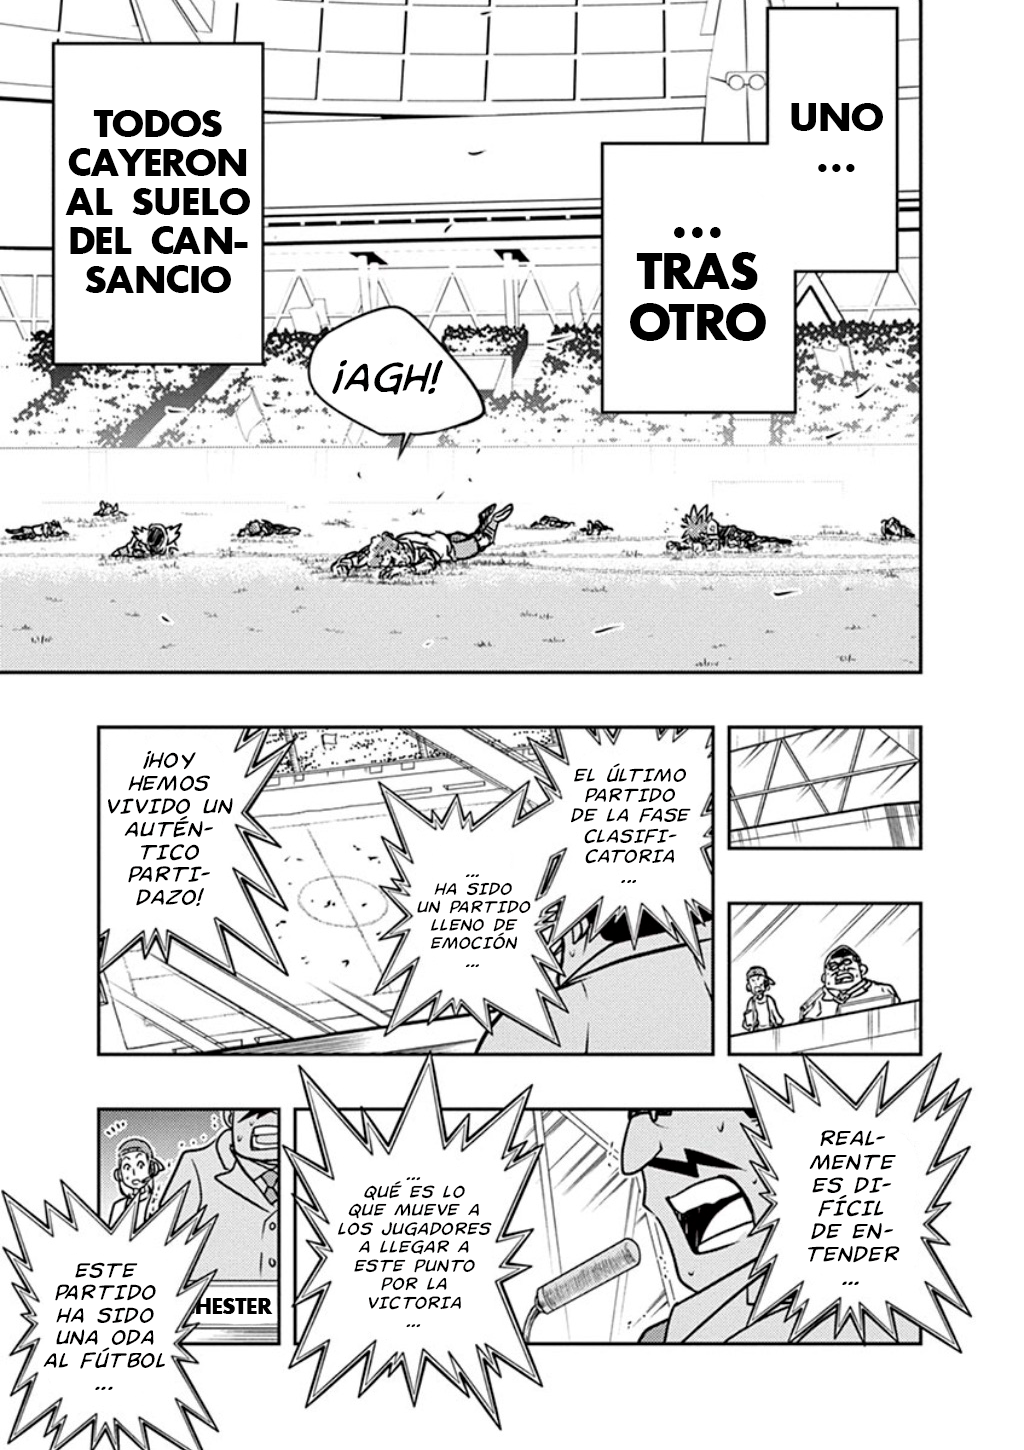 UNO
...
...
TRAS
OTRO
TODOS
CAYERON
AL SUELO
DEL CAN-
SANCIO
¡AGH!
EL ÚLTIMO
PARTIDO
DE LA FASE
CLASIFI-
CATORIA
...
...
HA SIDO
UN PARTIDO
LLENO DE
EMOCIÓN
...
¡HOY
HEMOS
VIVIDO UN
AUTÉN-
TICO
PARTI-
DAZO!
REAL-
MENTE
ES DI-
FÍCIL
DE EN-
TENDER
...
...
QUÉ ES LO
QUE MUEVE A
LOS JUGADORES
A LLEGAR A
ESTE PUNTO
POR LA
VICTORIA
...
HESTER
ESTE
PARTIDO
HA SIDO
UNA ODA
AL FÚTBOL
...